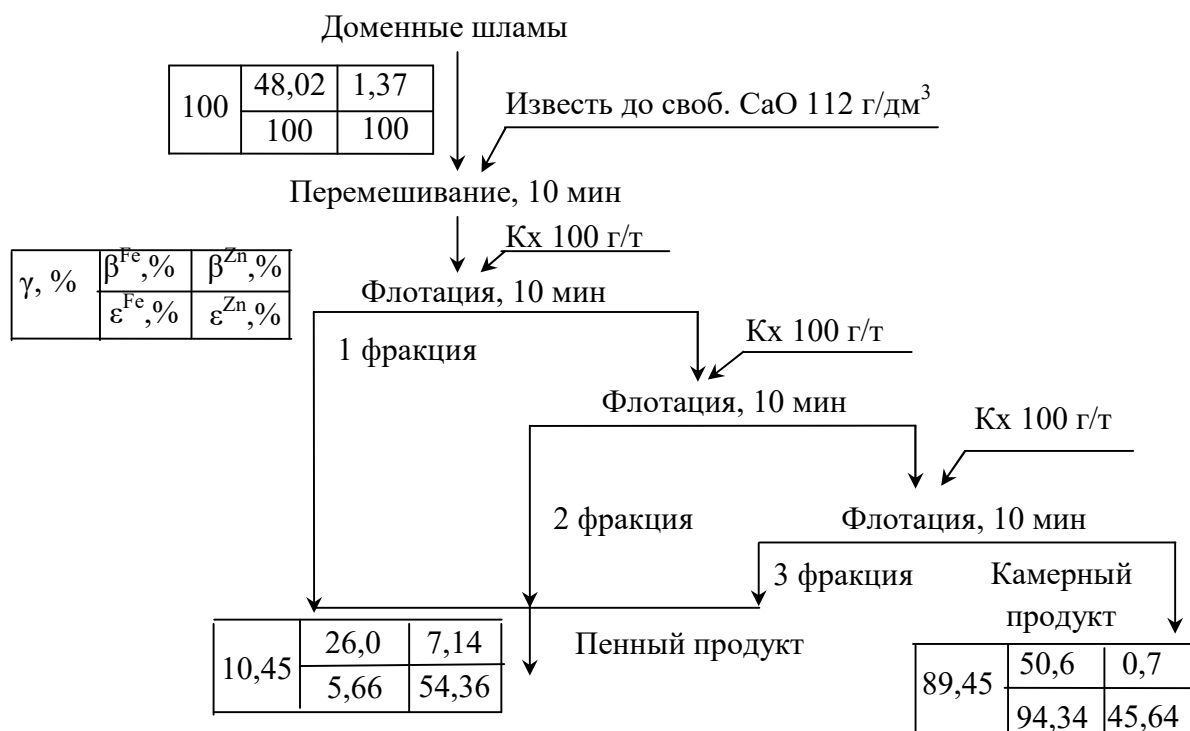 Доменные шламы
100 48,02 1,37
100 100
Известь до своб. CaO 112 г/дм³
Перемешивание, 10 мин
Кх 100 г/т
γ, % β^Fe,% β^Zn,%
ε^Fe,% ε^Zn,%
Флотация, 10 мин
1 фракция
Кх 100 г/т
Флотация, 10 мин
Кх 100 г/т
2 фракция
Флотация, 10 мин
3 фракция
Камерный
продукт
Пенный продукт
10,45 26,0 7,14
5,66 54,36
89,45 50,6 0,7
94,34 45,64